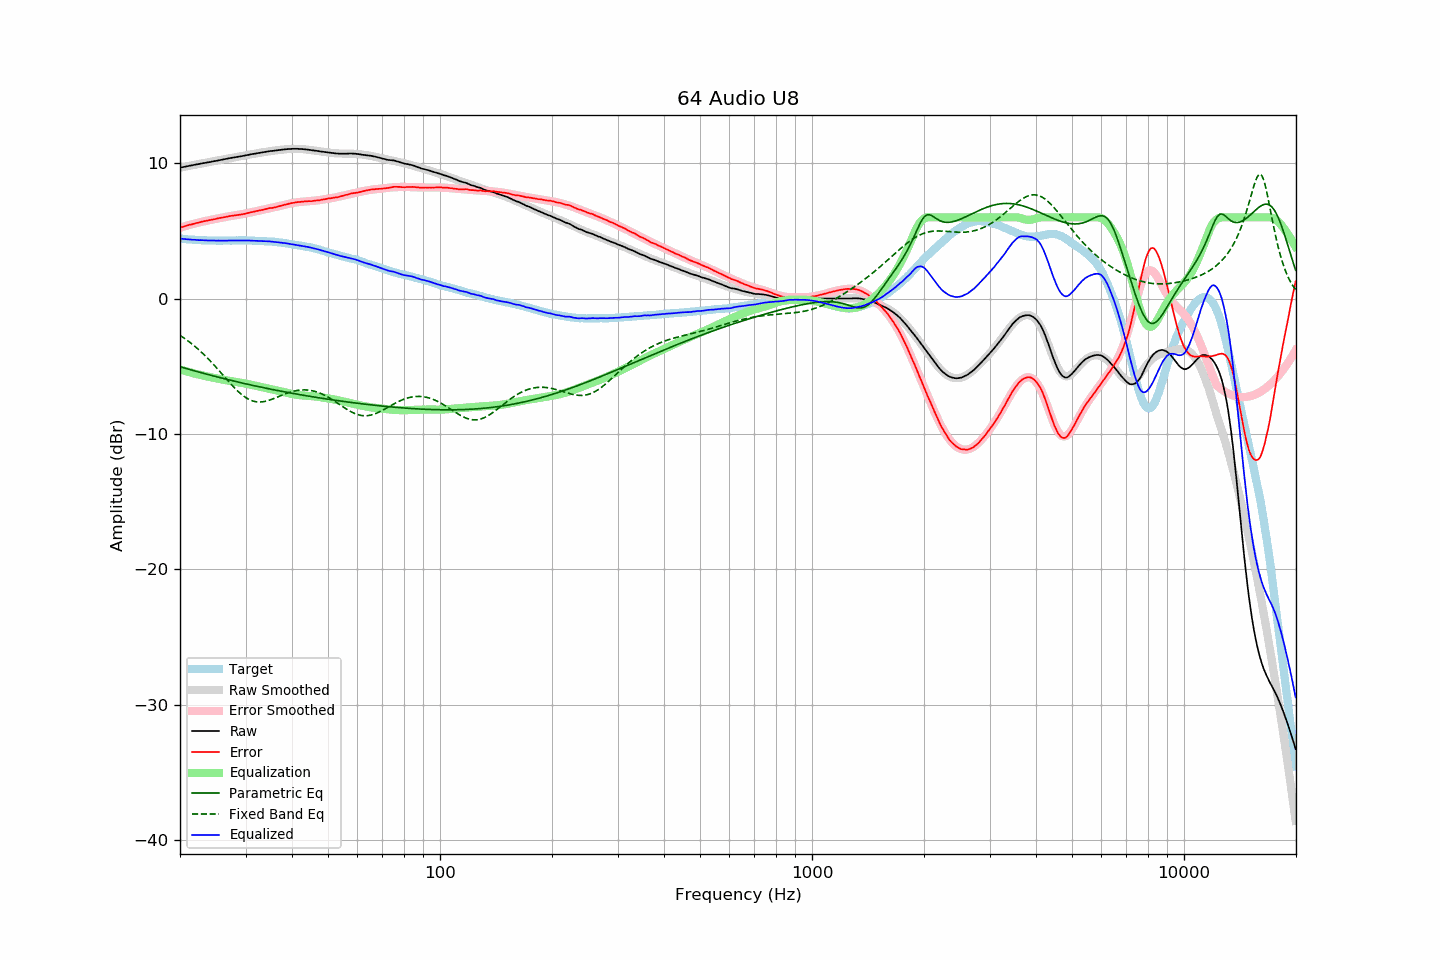 64 Audio U8
10
0
−10
−20
−30
−40
Amplitude (dBr)
Target
Raw Smoothed
Error Smoothed
Raw
Error
Equalization
Parametric Eq
Fixed Band Eq
Equalized
100
1000
10000
Frequency (Hz)